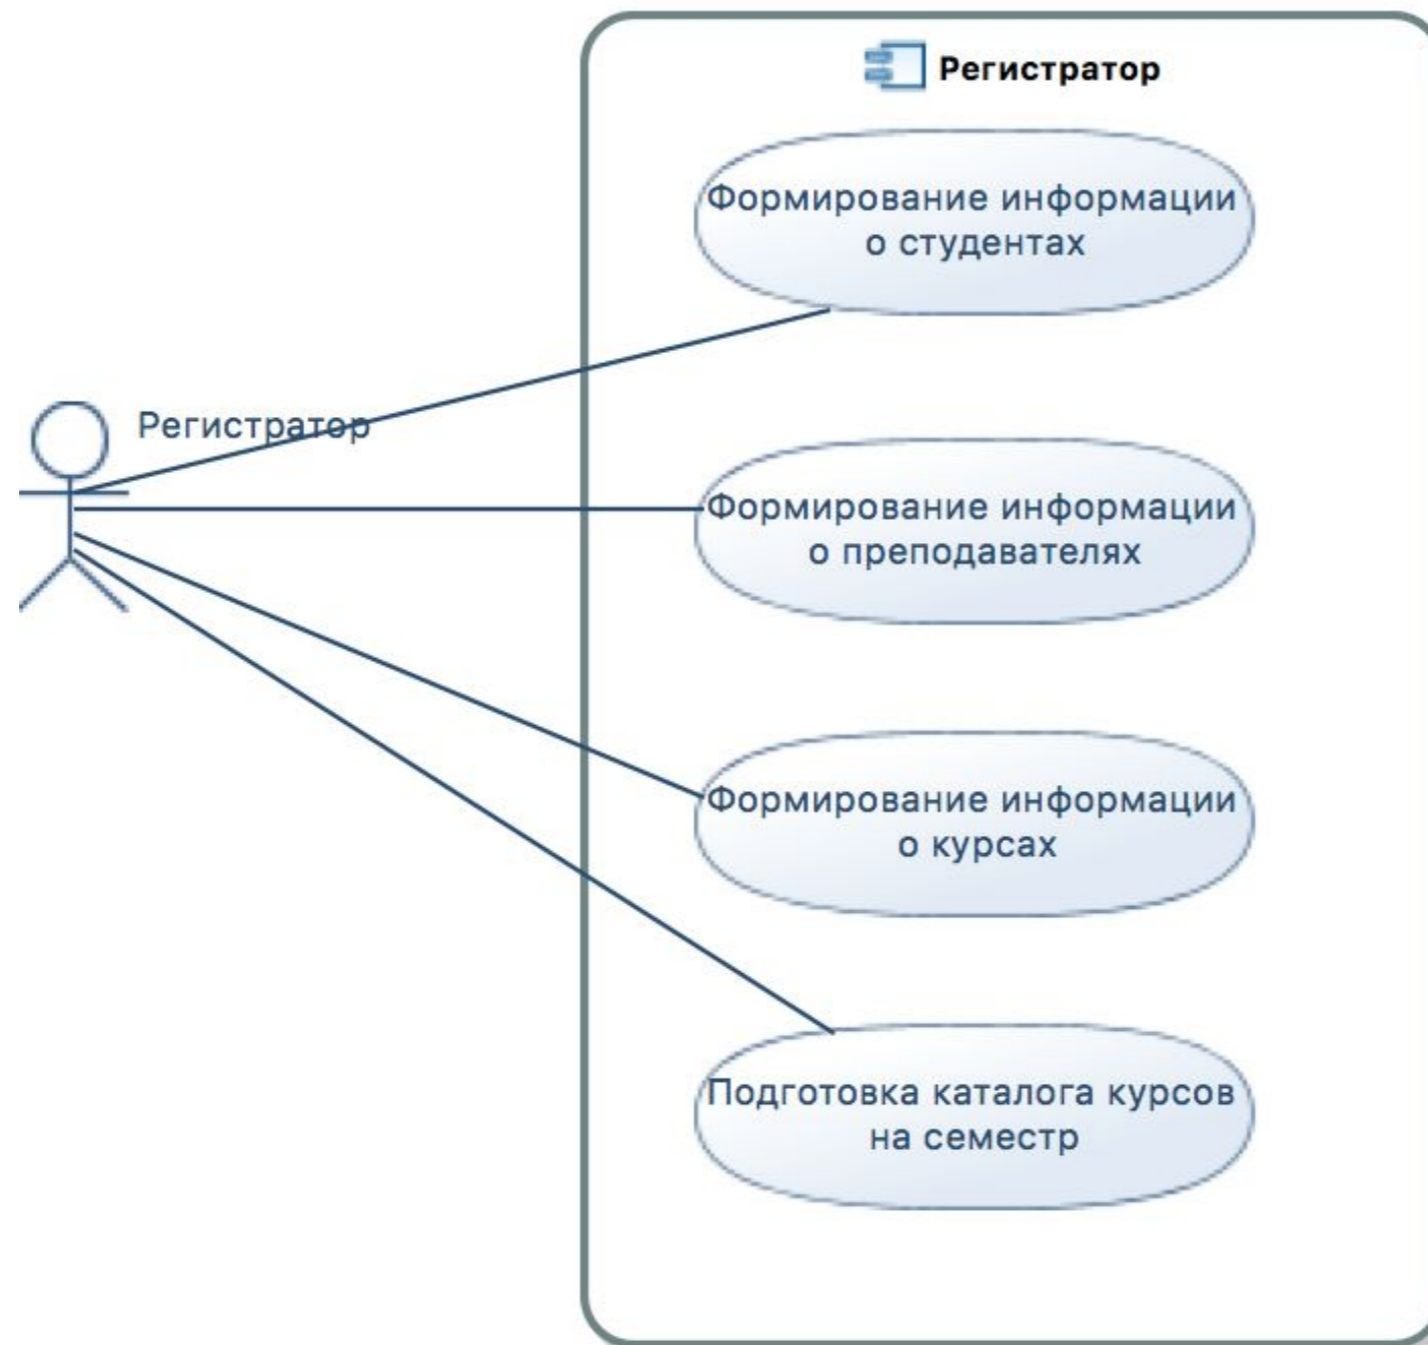 Регистратор
Формирование информации
о студентах
Регистратор
Формирование информации
о преподавателях
Формирование информации
о курсах
Подготовка каталога курсов
на семестр